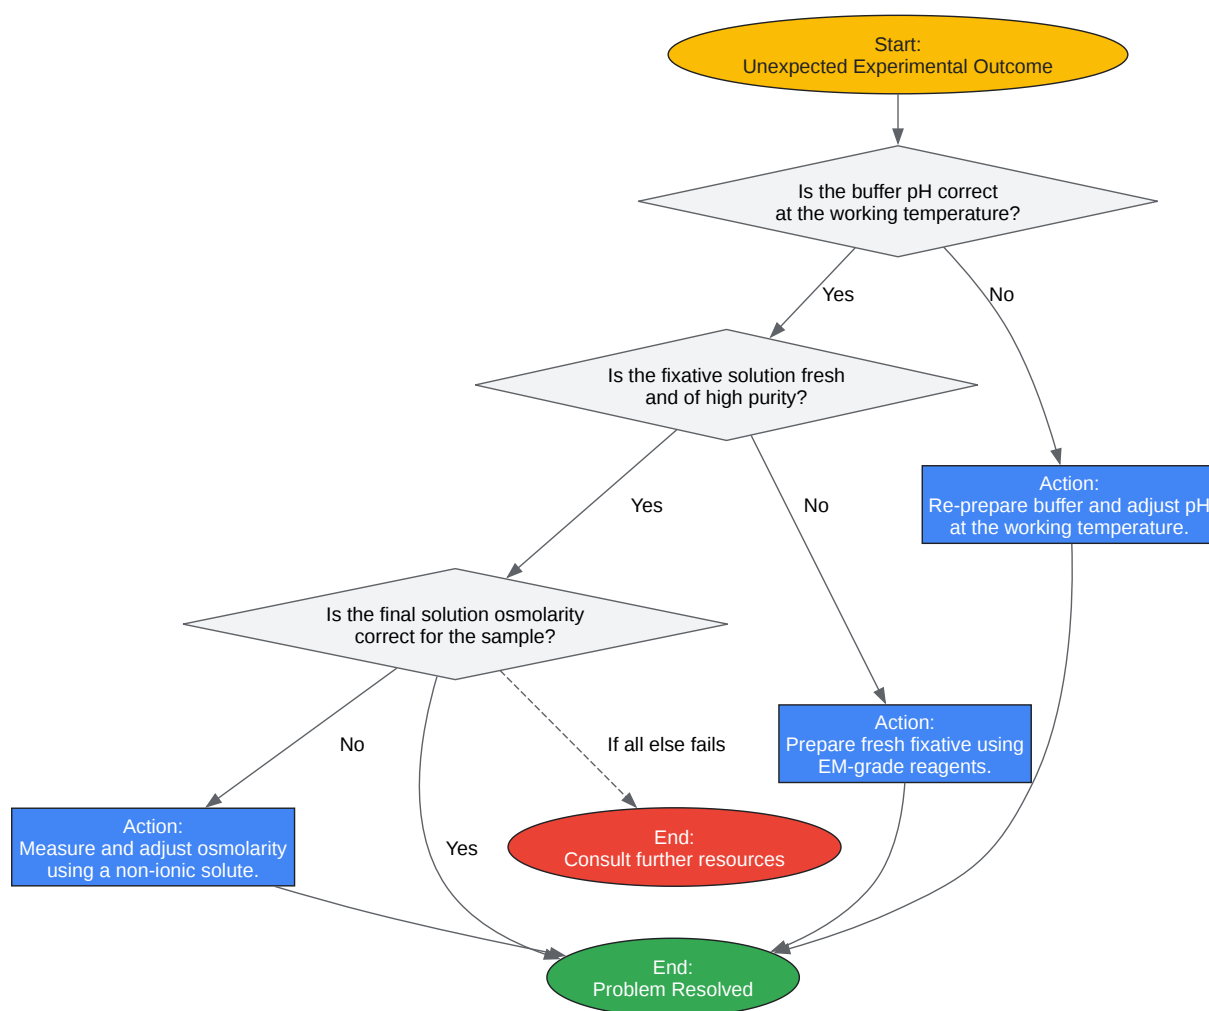 Start:
Unexpected Experimental Outcome
Is the buffer pH correct
at the working temperature?
Yes
No
Is the fixative solution fresh
and of high purity?
Action:
Re-prepare buffer and adjust pH
at the working temperature.
Yes
No
Is the final solution osmolarity
correct for the sample?
Action:
Prepare fresh fixative using
EM-grade reagents.
No
If all else fails
Action:
Measure and adjust osmolarity
using a non-ionic solute.
Yes
End:
Consult further resources
End:
Problem Resolved